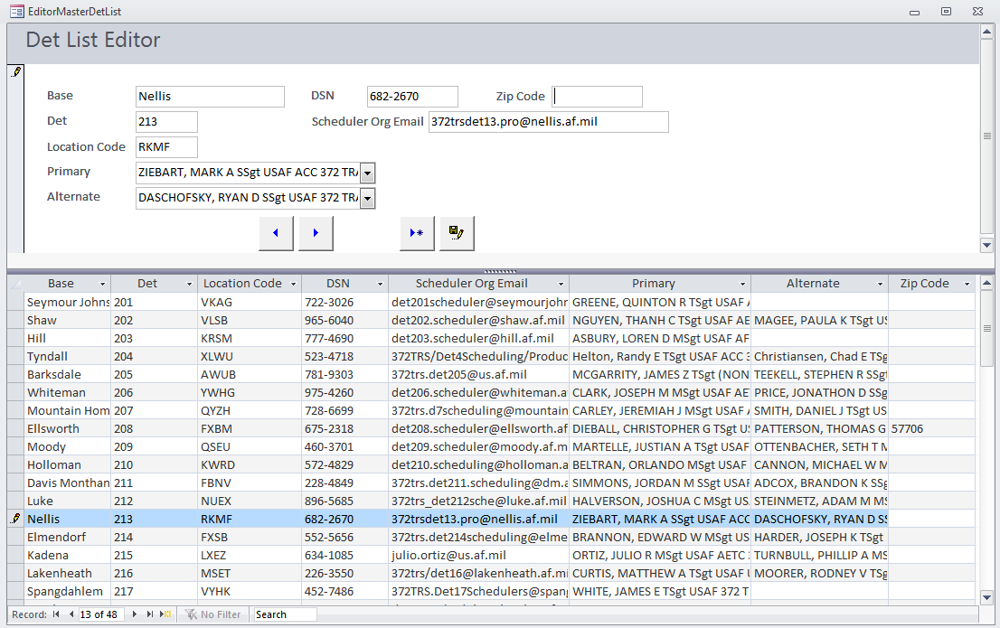 EditorMasterDetList
Det List Editor
Base Nellis DSN 682-2670 Zip Code
Det 213 Scheduler Org Email 372trsdet13.pro@nellis.af.mil
Location Code RKMF
Primary ZIEBART, MARK A SSgt USAF ACC 372 TRA
Alternate DASCHOFSKY, RYAN D SSgt USAF 372 TRA
Base Det Location Code DSN Scheduler Org Email Primary Alternate Zip Code
Seymour Johns 201 VKAG 722-3026 det201scheduler@seymourjohn GREENE, QUINTON R TSgt USAF A
Shaw 202 VLSB 965-6040 det202.scheduler@shaw.af.mil NGUYEN, THANH C TSgt USAF AE MAGEE, PAULA K TSgt US
Hill 203 KRSM 777-4690 det203.scheduler@hill.af.mil ASBURY, LOREN D MSgt USAF AF
Tyndall 204 XLWU 523-4718 372TRS/Det4Scheduling/Produc Helton, Randy E TSgt USAF ACC 3 Christiansen, Chad E TSg
Barksdale 205 AWUB 781-9303 372trs.det205@us.af.mil MCGARRITY, JAMES Z TSgt (NON TEEKELL, STEPHEN R SSgt
Whiteman 206 YWHG 975-4260 det206.scheduler@whiteman.a CLARK, JOSEPH M MSgt USAF AE PRICE, JONATHON D SSg
Mountain Hom 207 QYZH 728-6699 372trs.d7scheduling@mountain CARLEY, JEREMIAH J MSgt USAF A SMITH, DANIEL J TSgt US
Ellsworth 208 FXBM 675-2318 det208.scheduler@ellsworth.af DIEBALL, CHRISTOPHER G TSgt U PATTERSON, THOMAS G 57706
Moody 209 QSEU 460-3701 det209.scheduler@moody.af.m MARTELLE, JUSTIAN A TSgt USAF OTTENBACHER, SETH T M
Holloman 210 KWRD 572-4829 det210.scheduling@holloman.a BELTRAN, ORLANDO MSgt USAF CANNON, MICHAEL W M
Davis Monthan 211 FBNV 228-4849 372trs.det211.scheduling@dm.a SIMMONS, JORDAN M SSgt USAF ADCOX, BRANDON K SSg
Luke 212 NUEX 896-5685 372trs_det212sche@luke.af.mil HALVERSON, JOSHUA C MSgt US STEINMETZ, ADAM M MS
Nellis 213 RKMF 682-2670 372trsdet13.pro@nellis.af.mil ZIEBART, MARK A SSgt USAF ACC DASCHOFSKY, RYAN D SS
Elmendorf 214 FXSB 552-5656 372trs.det214scheduling@elme BRANNON, EDWARD W MSgt US HARDER, JOSEPH K TSgt
Kadena 215 LXEZ 634-1085 julio.ortiz@us.af.mil ORTIZ, JULIO R MSgt USAF AETC TURNBULL, PHILLIP A MS
Lakenheath 216 MSET 226-3550 372trs/det16@lakenheath.af.mi CURTIS, MATTHEW A TSgt USAF U MOORER, RODNEY V TSg
Spangdahlem 217 VYHK 452-7486 372TRS.Det17Schedulers@span WHITE, JAMES E TSgt USAF 372 T
Record: 13 of 48 No Filter Search